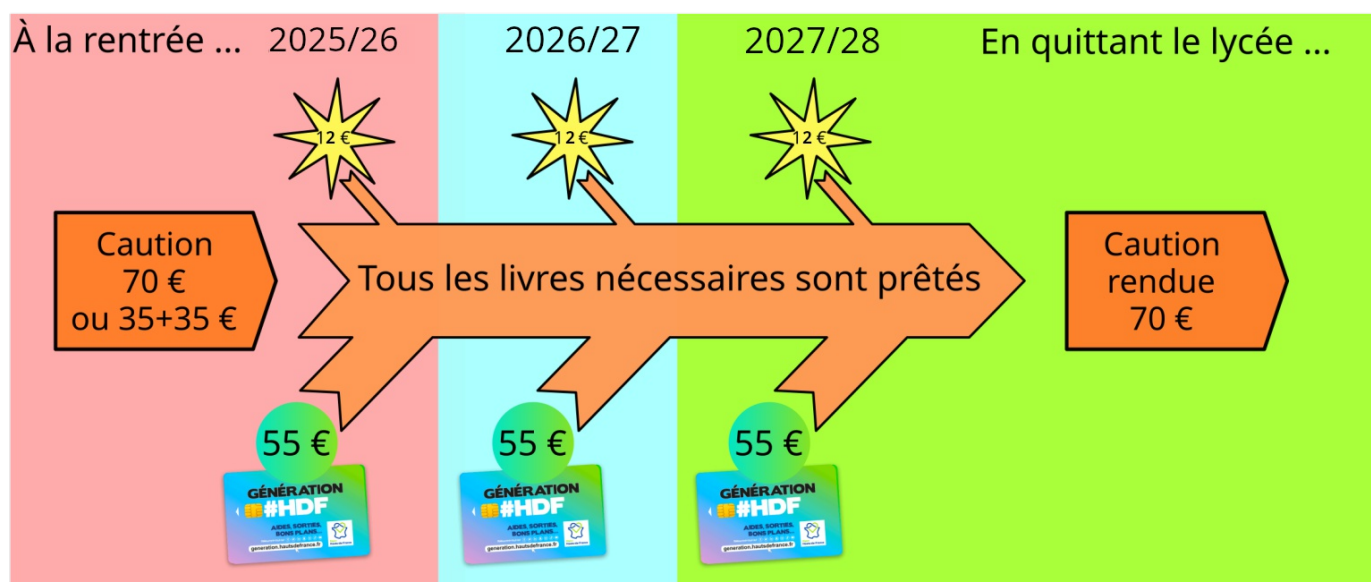 À la rentrée ...
2025/26
2026/27
2027/28
En quittant le lycée ...
12 €
12 €
12 €
Caution
70 €
ou 35+35 €
Tous les livres nécessaires sont prêtés
Caution
rendue
70 €
55 €
55 €
55 €
GÉNÉRATION
#HDF
AIDES, SORTIES,
BONS PLANS...
generation.hautsdefrance.fr
GÉNÉRATION
#HDF
AIDES, SORTIES,
BONS PLANS...
generation.hautsdefrance.fr
GÉNÉRATION
#HDF
AIDES, SORTIES,
BONS PLANS...
generation.hautsdefrance.fr